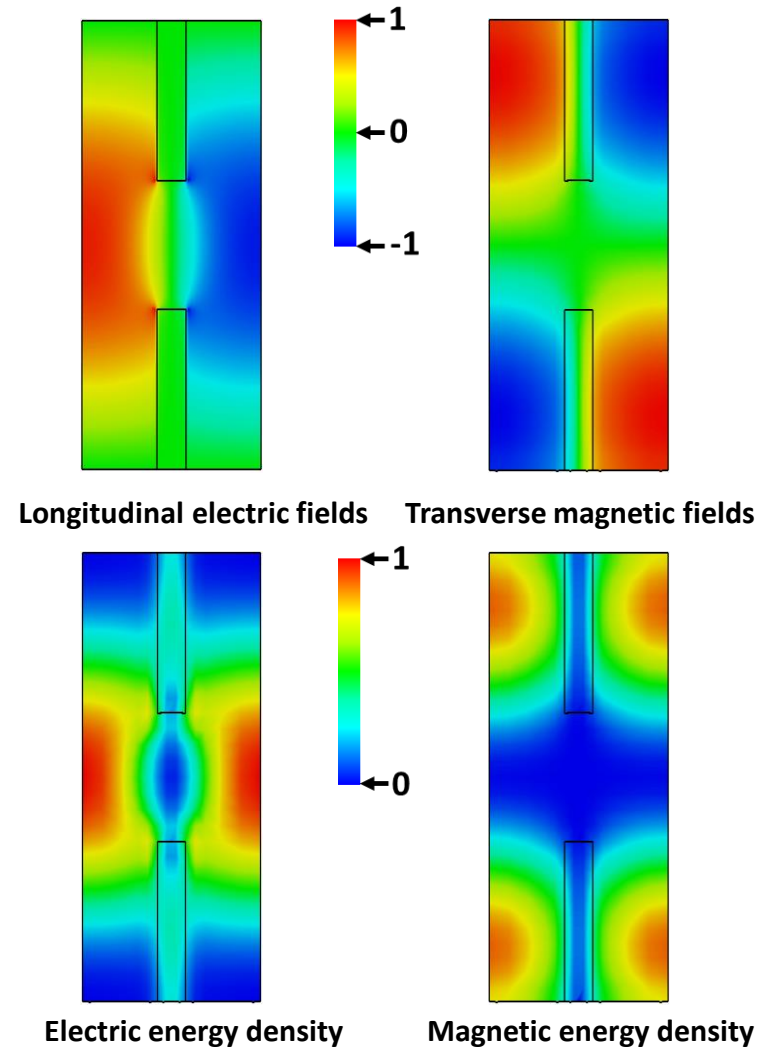 1
0
-1
Longitudinal electric fields
Transverse magnetic fields
1
0
Electric energy density
Magnetic energy density